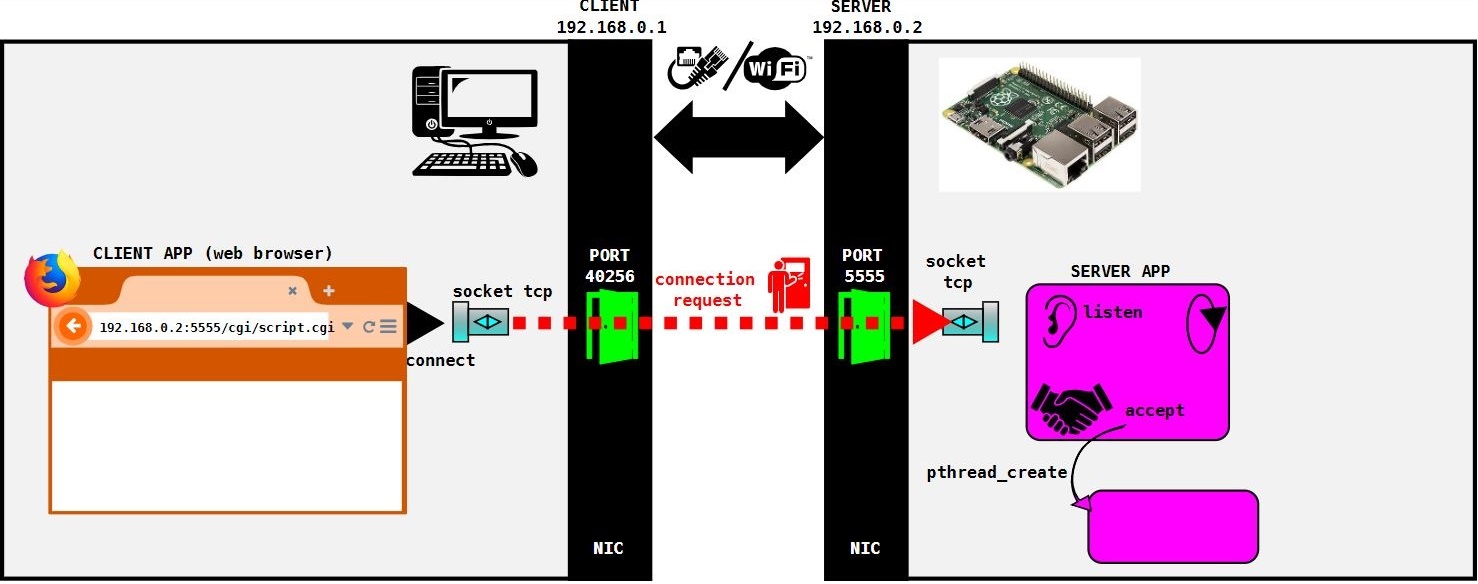 CLIENT
192.168.0.1
SERVER
192.168.0.2
WiFi™
CLIENT APP (web browser)
192.168.0.2:5555/cgi/script.cgi
connect
socket tcp
PORT
40256
connection
request
PORT
5555
socket
tcp
SERVER APP
listen
accept
pthread_create
NIC
NIC